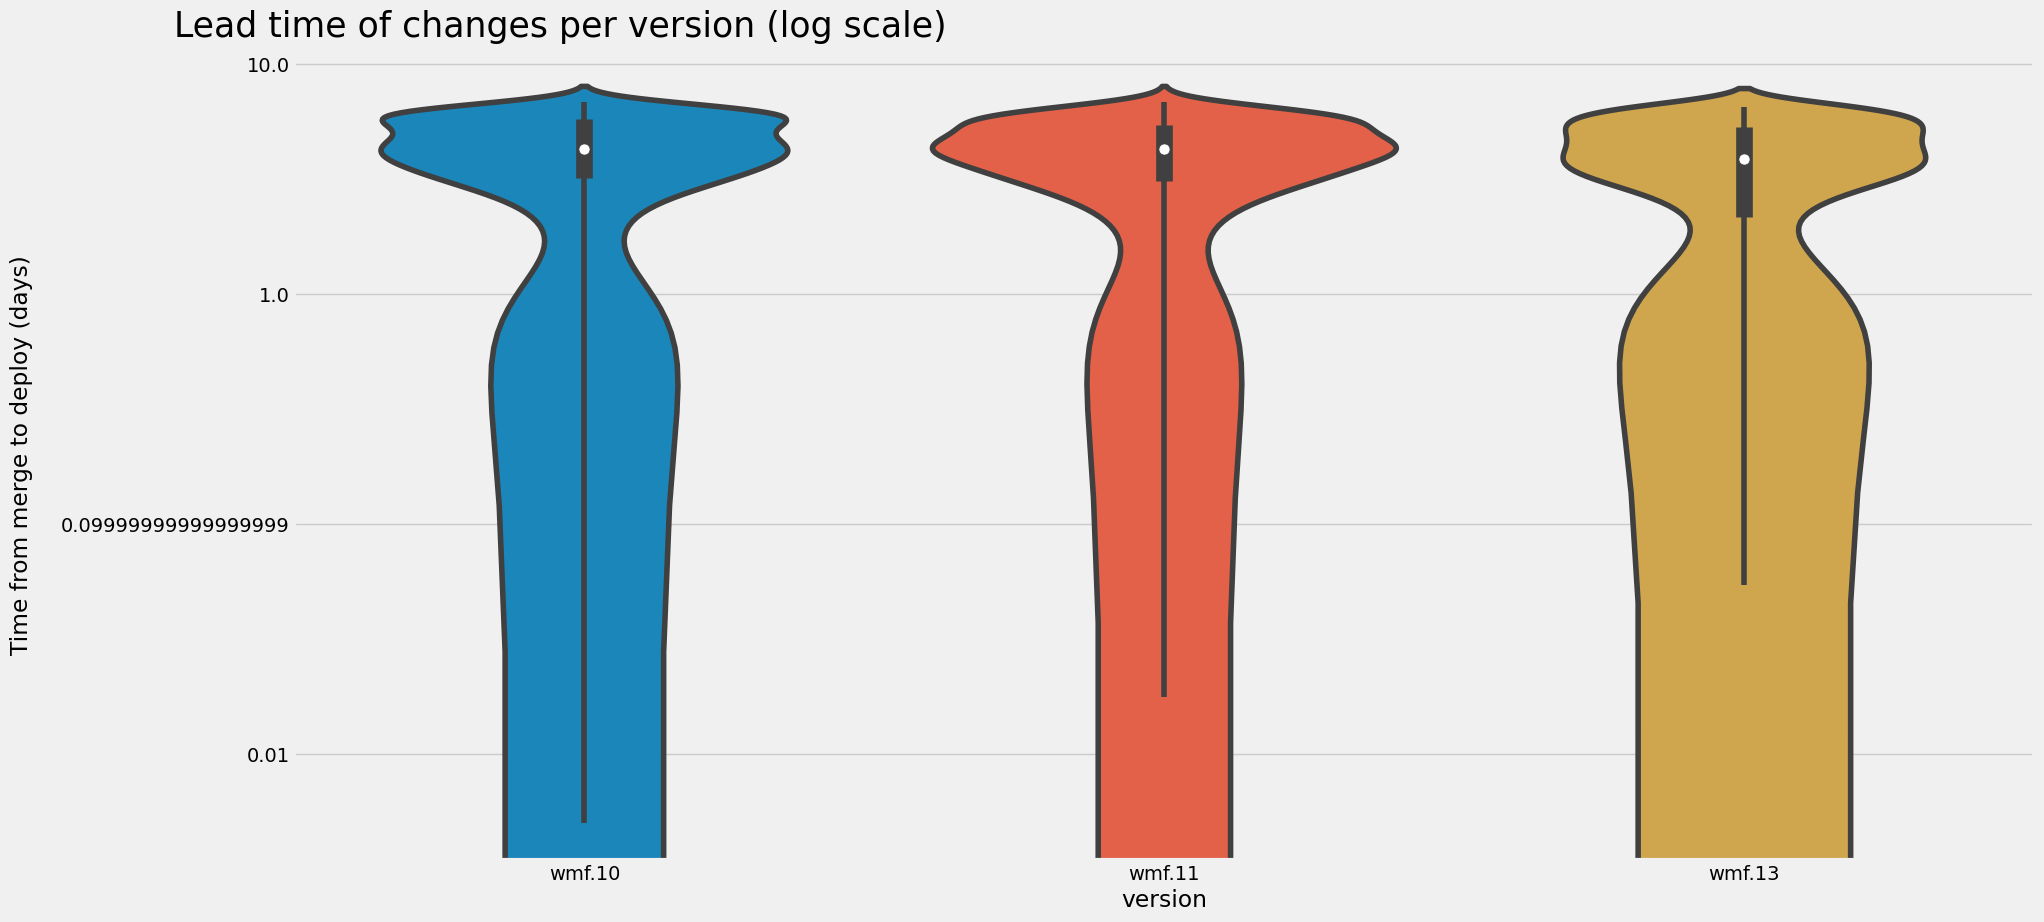 Lead time of changes per version (log scale)
Time from merge to deploy (days)
10.0
1.0
0.09999999999999999
0.01
wmf.10
wmf.11
wmf.13
version